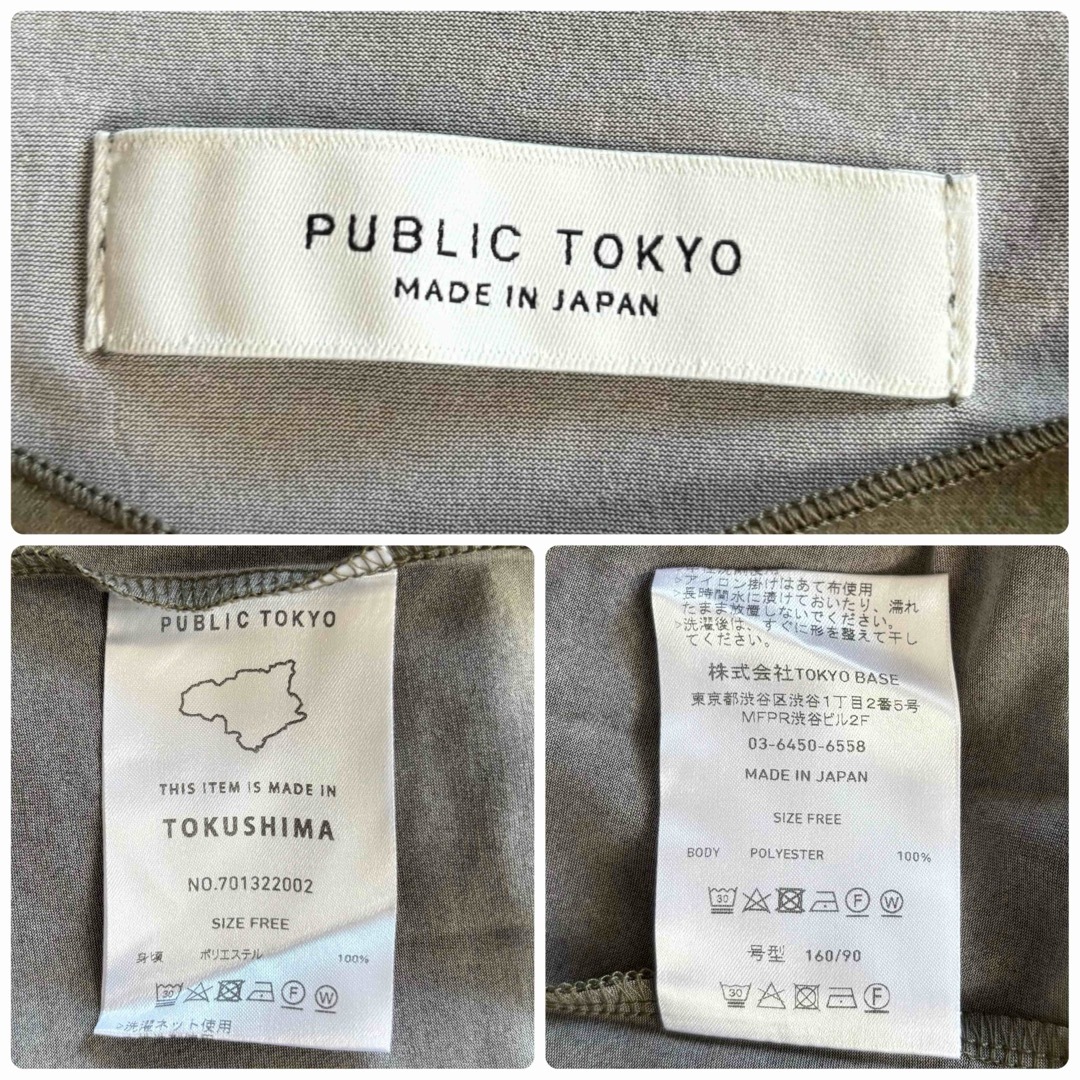 PUBLIC TOKYO
MADE IN JAPAN
PUBLIC TOKYO
THIS ITEM IS MADE IN
TOKUSHIMA
NO.701322002
SIZE FREE
身頃 ポリエステル 100%
30 F W
>洗濯ネット使用
>アイロン掛けはあて布使用
>長時間水に漬けておいたり、濡れ
たまま放置しないでください。
>洗濯後は、すぐに形を整えて干し
てください。
株式会社TOKYO BASE
東京都渋谷区渋谷1丁目2番5号
MFPR渋谷ビル2F
03-6450-6558
MADE IN JAPAN
SIZE FREE
BODY POLYESTER 100%
30 F W
号型 160/90
30 F